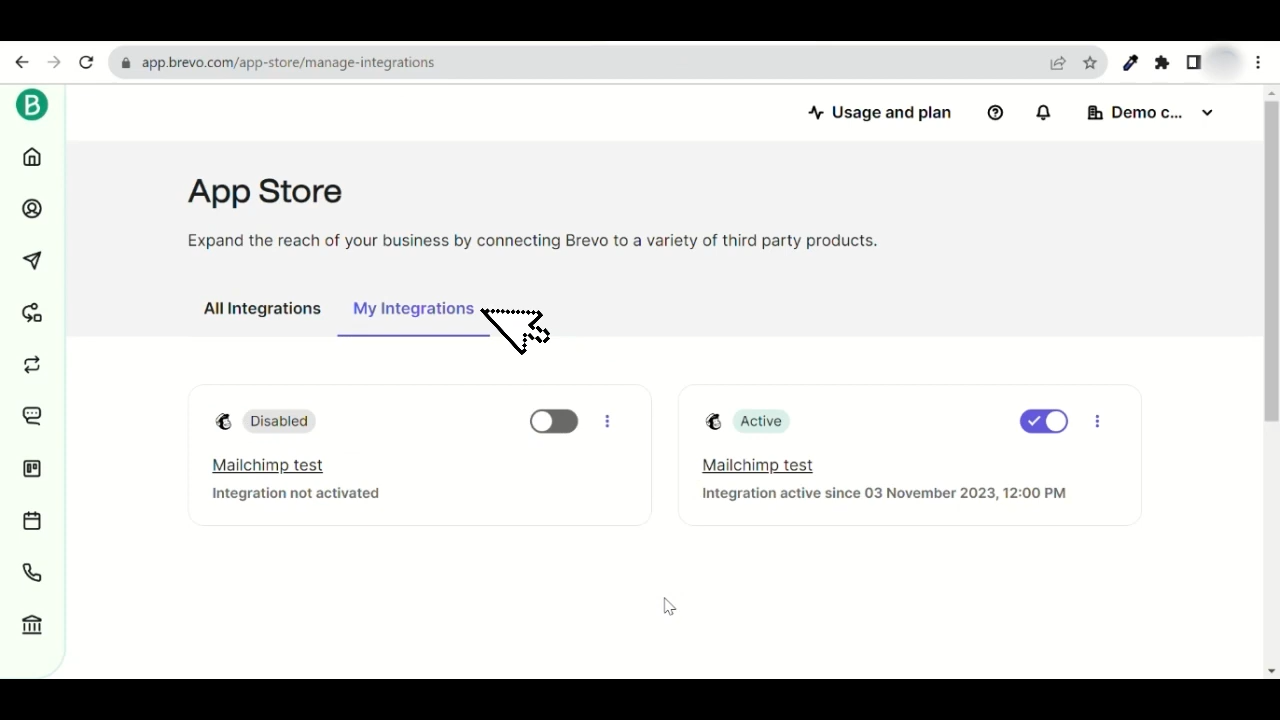 app.brevo.com/app-store/manage-integrations
B
Usage and plan
Demo c...
App Store
Expand the reach of your business by connecting Brevo to a variety of third party products.
All Integrations
My Integrations
Disabled
Mailchimp test
Integration not activated
Active
Mailchimp test
Integration active since 03 November 2023, 12:00 PM